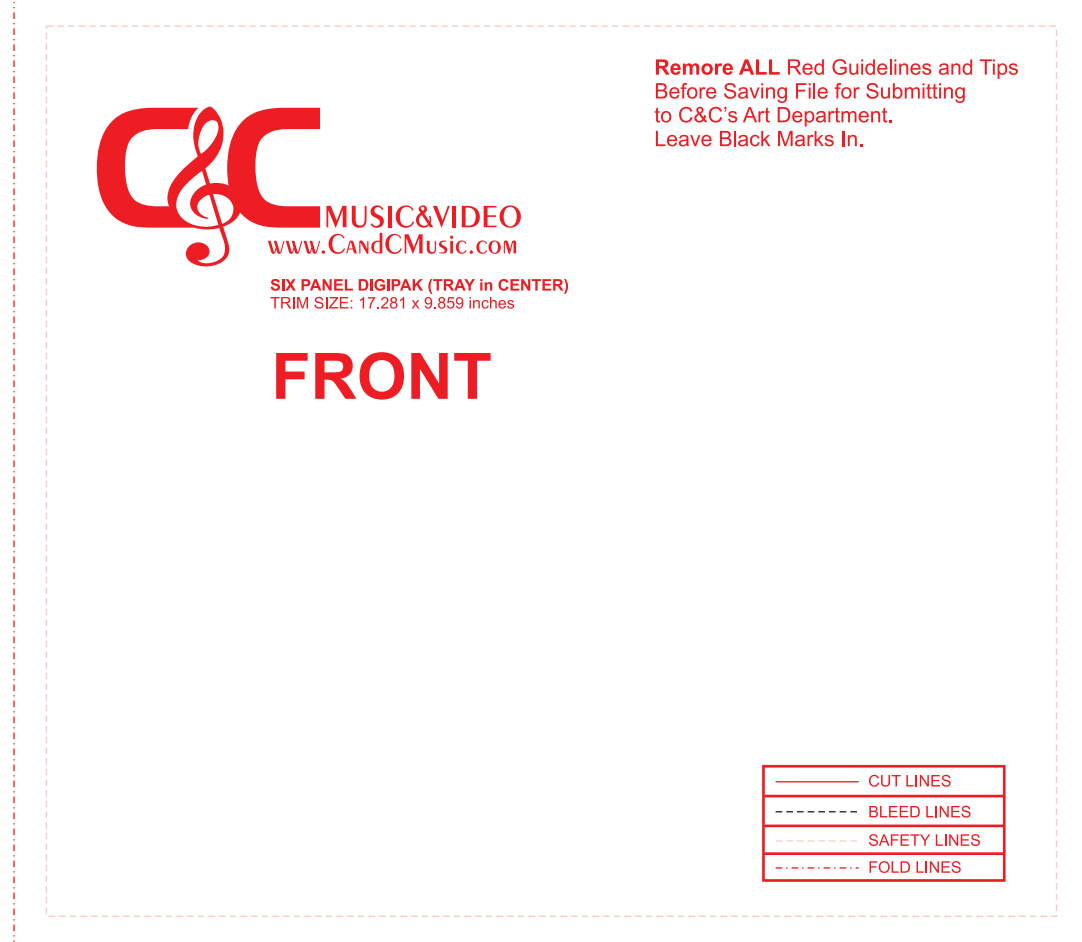 Remore ALL Red Guidelines and Tips
Before Saving File for Submitting
to C&C's Art Department.
Leave Black Marks In.
C&C
MUSIC&VIDEO
www.CandCMusic.com
SIX PANEL DIGIPAK (TRAY in CENTER)
TRIM SIZE: 17.281 x 9.859 inches
FRONT
CUT LINES
BLEED LINES
SAFETY LINES
FOLD LINES